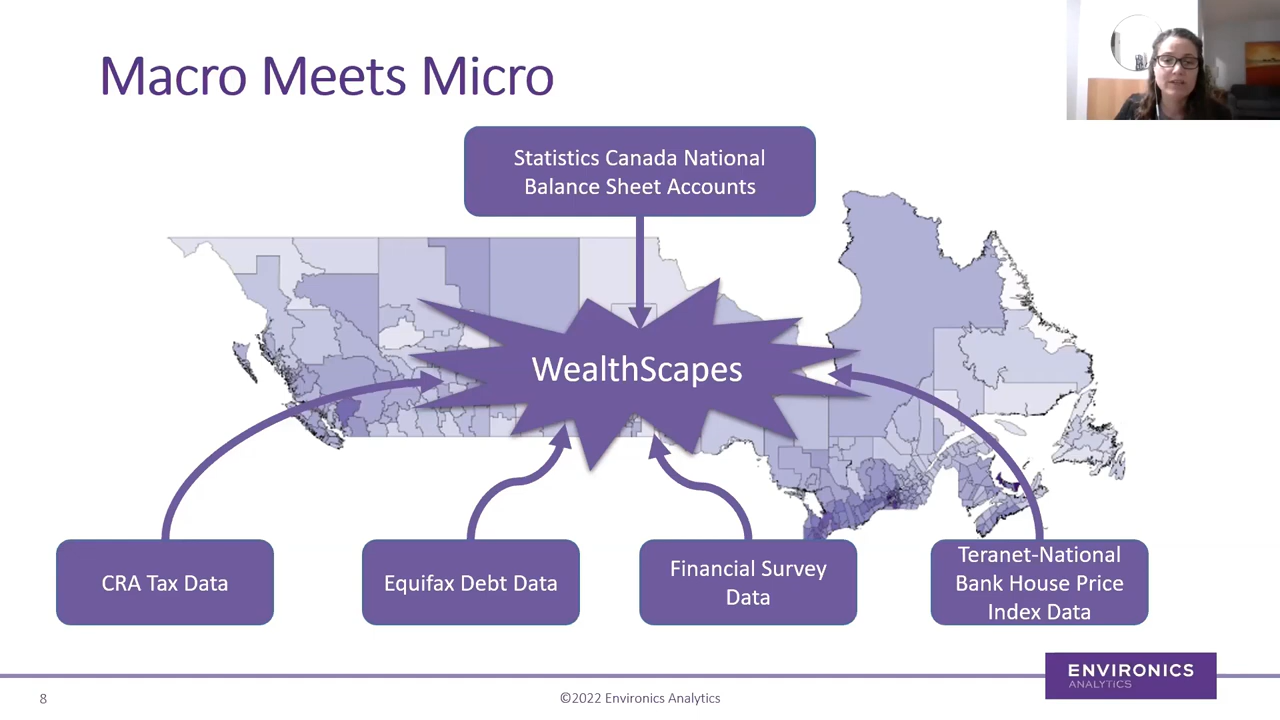 Macro Meets Micro
Statistics Canada National
Balance Sheet Accounts
WealthScapes
CRA Tax Data
Equifax Debt Data
Financial Survey
Data
Teranet-National
Bank House Price
Index Data
ENVIRONICS
ANALYTICS
8
©2022 Environics Analytics